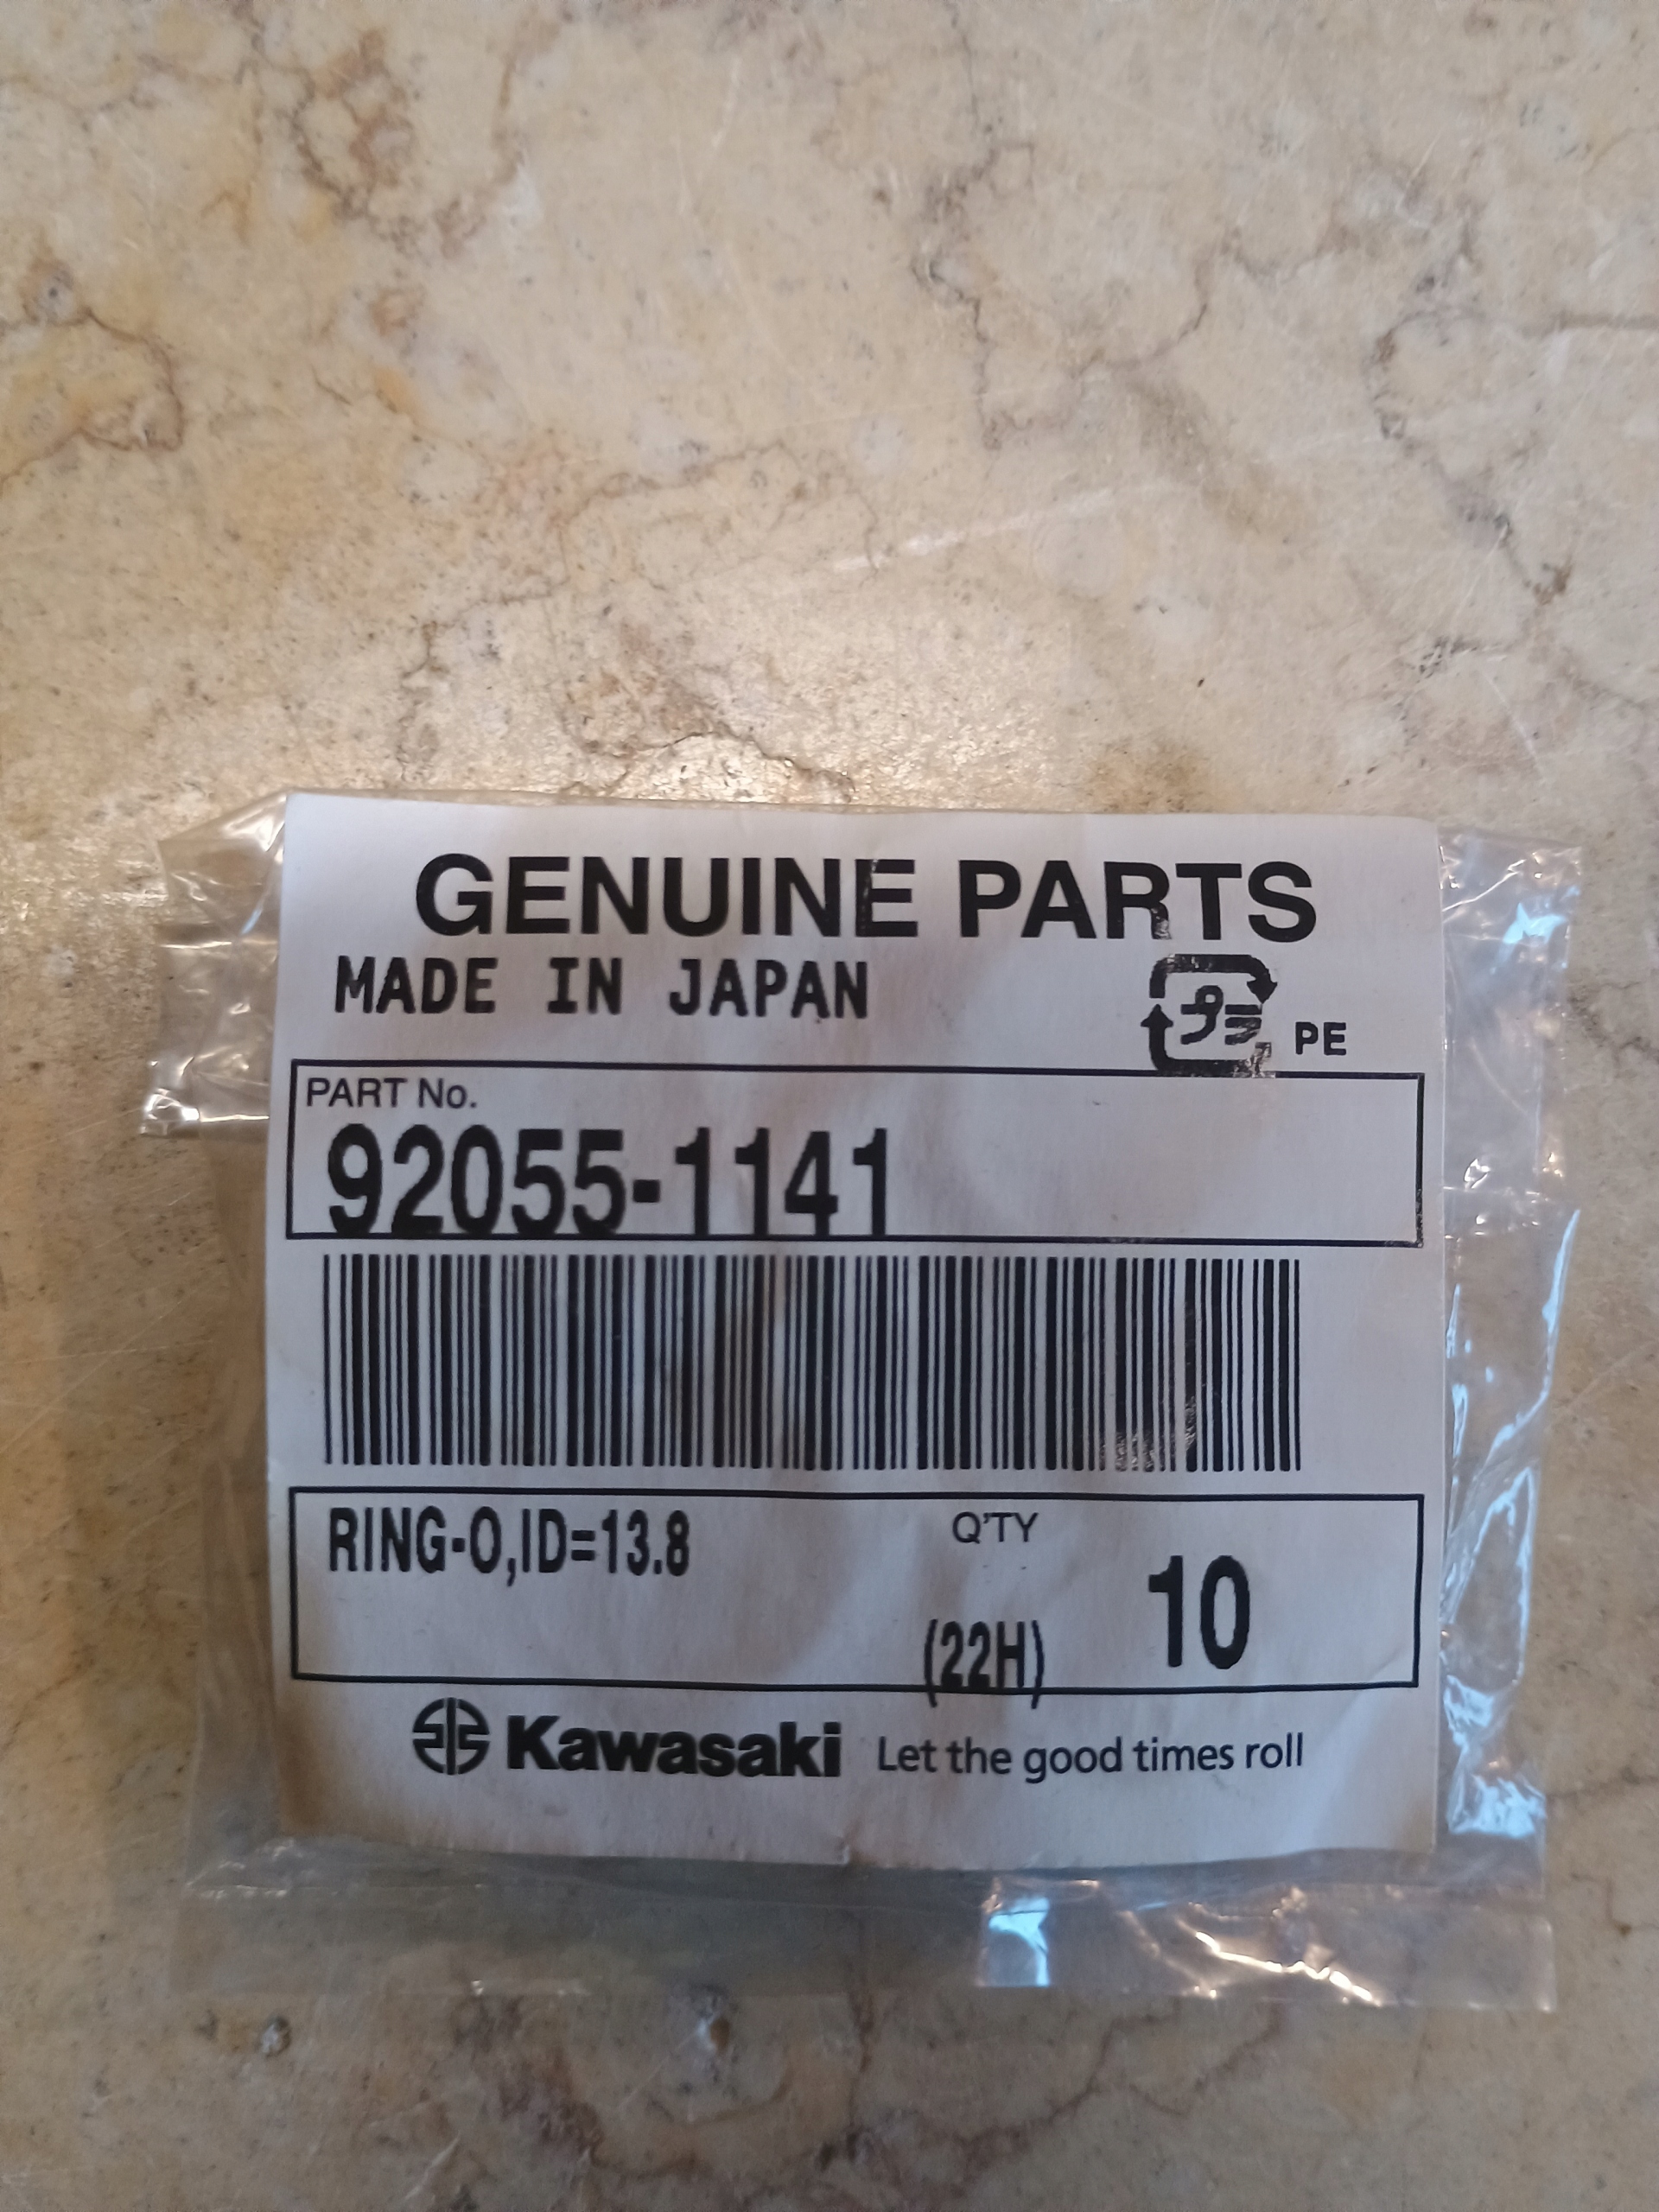 GENUINE PARTS
MADE IN JAPAN
プラ PE
PART No.
92055-1141
RING-O,ID=13.8
Q'TY
10
(22H)
Kawasaki Let the good times roll